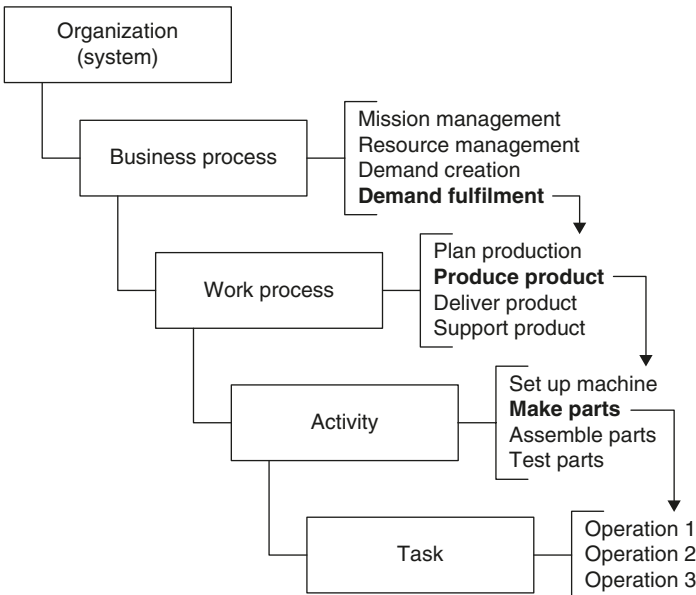 Organization
(system)
Business process
Mission management
Resource management
Demand creation
Demand fulfilment
Work process
Plan production
Produce product
Deliver product
Support product
Activity
Set up machine
Make parts
Assemble parts
Test parts
Task
Operation 1
Operation 2
Operation 3